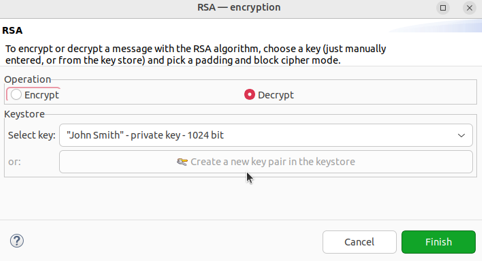 RSA — encryption
RSA
To encrypt or decrypt a message with the RSA algorithm, choose a key (just manually
entered, or from the key store) and pick a padding and block cipher mode.
Operation
Encrypt Decrypt
Keystore
Select key: "John Smith" - private key - 1024 bit
or: Create a new key pair in the keystore
? Cancel Finish